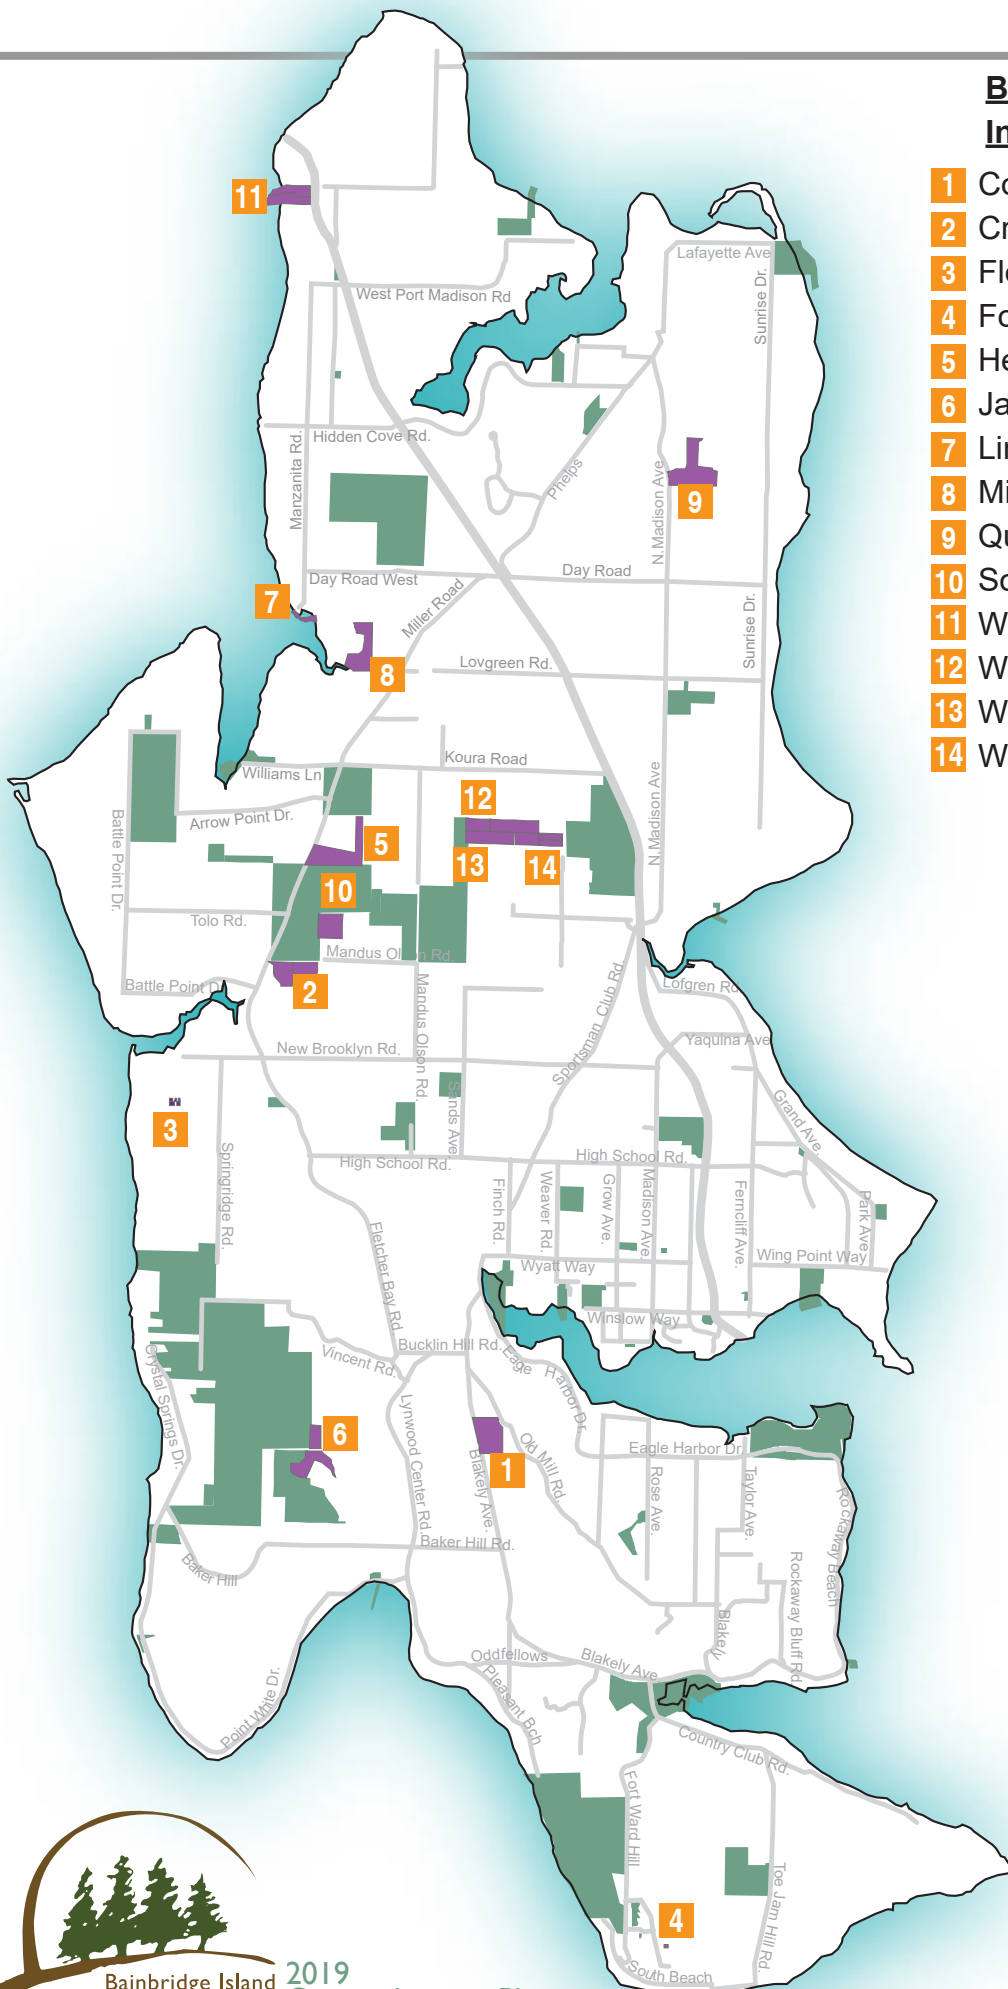 B
In
1 Co
2 Cr
3 Fle
4 Fo
5 He
6 Ja
7 Lin
8 Mi
9 Qu
10 So
11 W
12 W
13 W
14 W
11
Lafayette Ave
Sunrise Dr.
West Port Madison Rd
Hidden Cove Rd.
Manzanita Rd.
Phelps
N.Madison Ave
9
Day Road West
Day Road
Miller Road
7
8
Lovgreen Rd.
Sunrise Dr.
Koura Road
Williams Ln
12
N.Madison Ave
Arrow Point Dr.
Battle Point Dr.
5
13
14
10
Tolo Rd.
Mandus Olson Rd.
Battle Point D
2
Mandus Olson Rd.
Sportsman Club Rd.
Lofgren Rd
Yaquina Ave
New Brooklyn Rd.
Sands Ave.
Grand Ave.
3
Springridge Rd.
High School Rd.
High School Rd.
Finch Rd.
Weaver Rd.
Grow Ave.
Madison Ave.
Ferncliff Ave.
Park Ave.
Fletcher Bay Rd.
Wyatt Way
Wing Point Way
Winslow Way
Bucklin Hill Rd.
Vincent Rd.
Eage Harbor Dr.
Crystal Springs Dr.
6
Lynwood Center Rd.
Blakely Ave.
1
Old Mill Rd.
Eagle Harbor Dr.
Rose Ave.
Taylor Ave.
Rockaway Beach
Baker Hill Rd.
Baker Hill
Rockaway Bluff Rd
Blakely
Oddfellows
Blakely Ave
Pleasant Bch
Point White Dr.
Country Club Rd.
Fort Ward Hill
Toe Jam Hill Rd.
4
South Beach
Bainbridge Island
2019